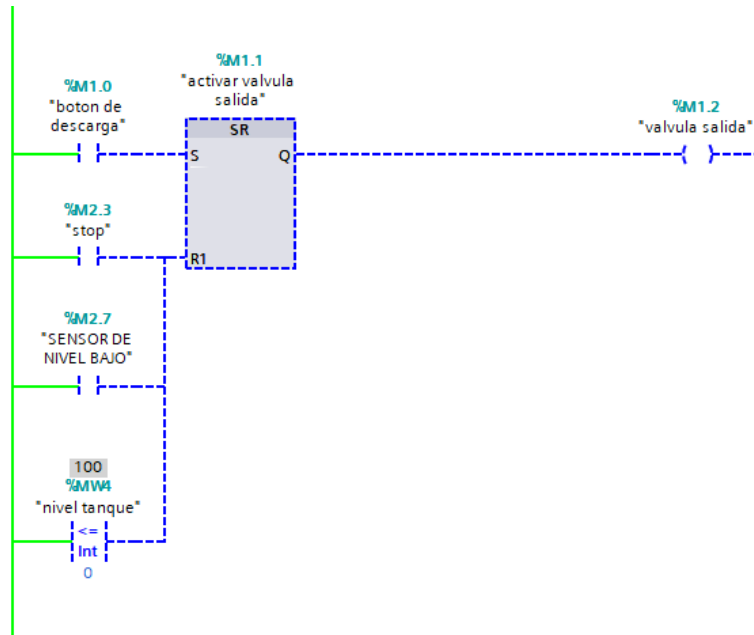 %M1.1
"activar valvula
salida"
%M1.0
"boton de
descarga"
SR
%M1.2
"valvula salida"
S
Q
%M2.3
"stop"
R1
%M2.7
"SENSOR DE
NIVEL BAJO"
100
%MW4
"nivel tanque"
<=
Int
0